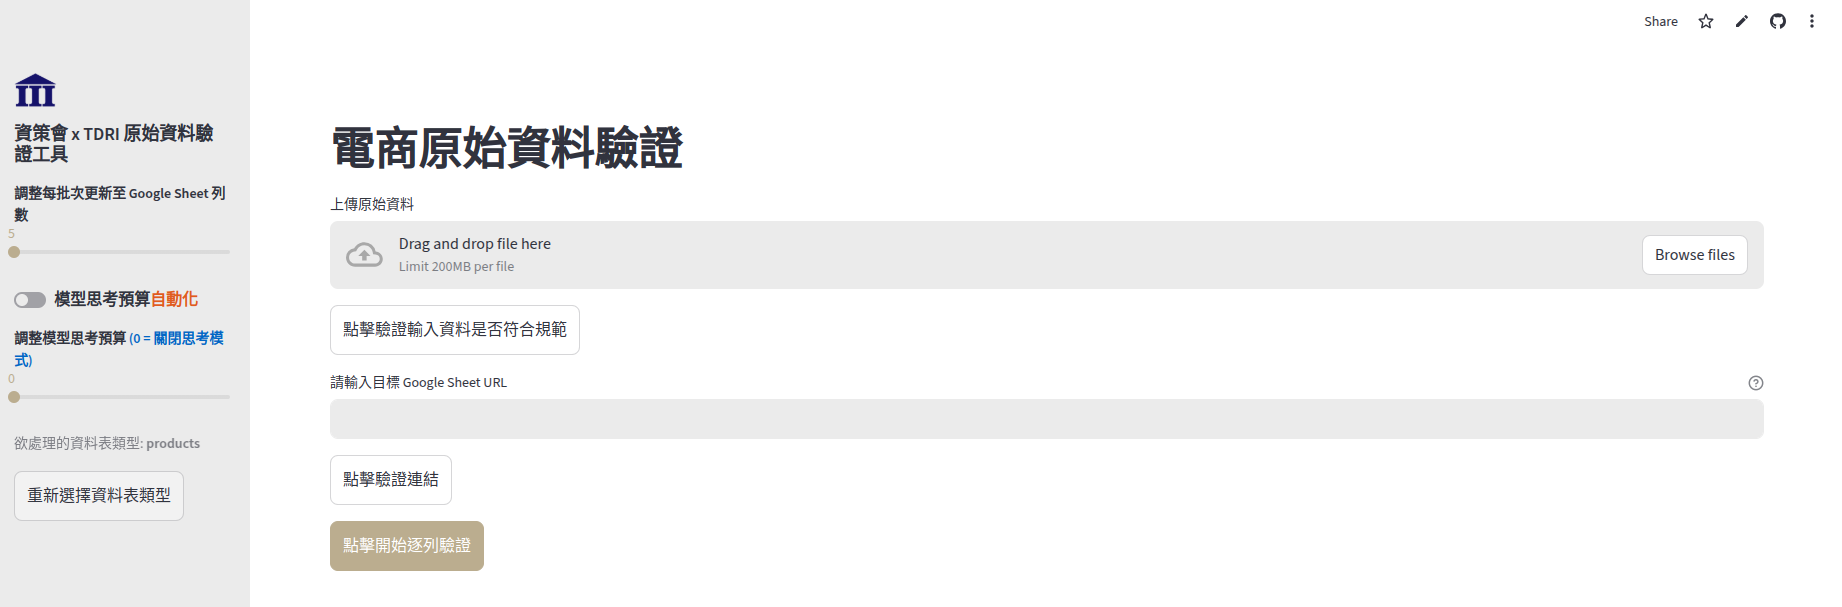 Share
資策會 x TDRI 原始資料驗
證工具
調整每批次更新至 Google Sheet 列
數
5
模型思考預算自動化
調整模型思考預算 (0 = 關閉思考模
式)
0
欲處理的資料表類型: products
重新選擇資料表類型
電商原始資料驗證
上傳原始資料
Drag and drop file here
Limit 200MB per file
Browse files
點擊驗證輸入資料是否符合規範
請輸入目標 Google Sheet URL
點擊驗證連結
點擊開始逐列驗證